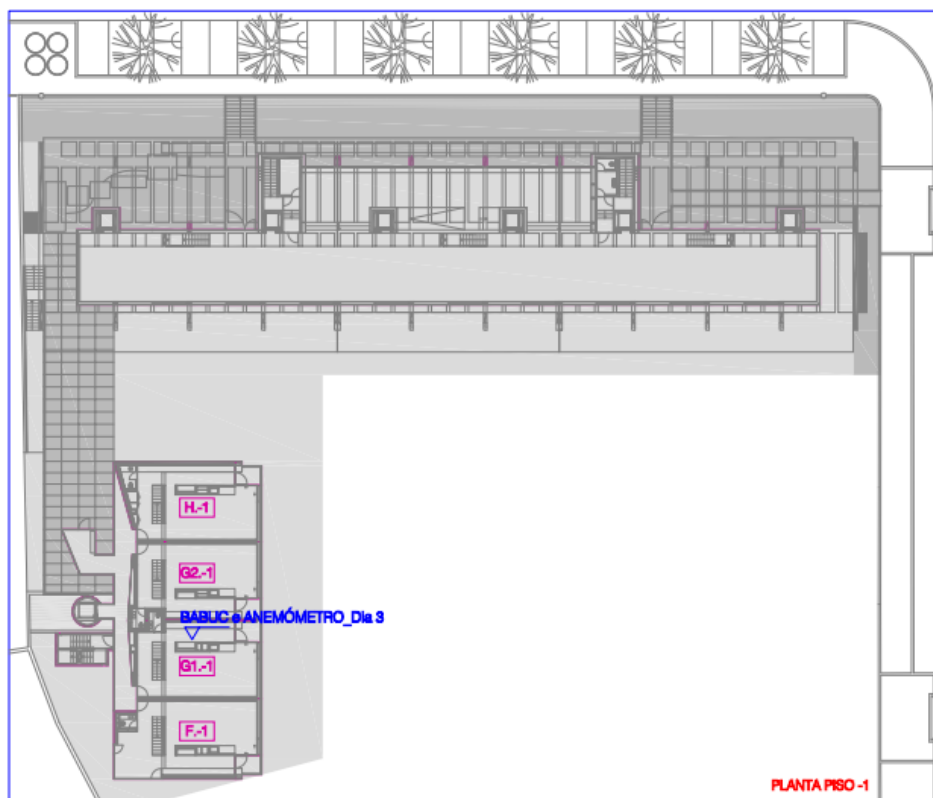 H.-1
G2.-1
BABUC e ANEMÓMETRO_Dia 3
G1.-1
F.-1
PLANTA PISO -1